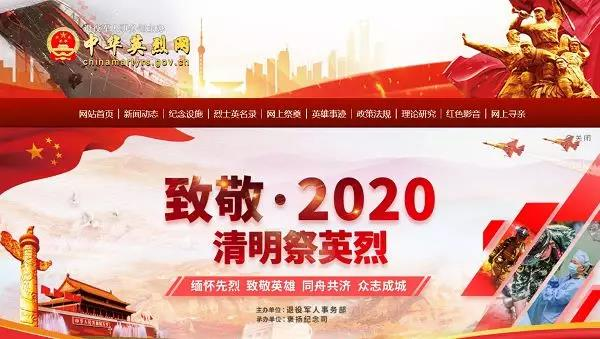 中华英烈网
chinamartyrs.gov.cn
网站首页 | 新闻动态 | 纪念设施 | 烈士英名录 | 网上祭奠 | 英雄事迹 | 政策法规 | 理论研究 | 红色影音 | 网上寻亲
关闭
致敬·2020
清明祭英烈
缅怀先烈 致敬英雄 同舟共济 众志成城
主办单位：退役军人事务部
承办单位：褒扬纪念司